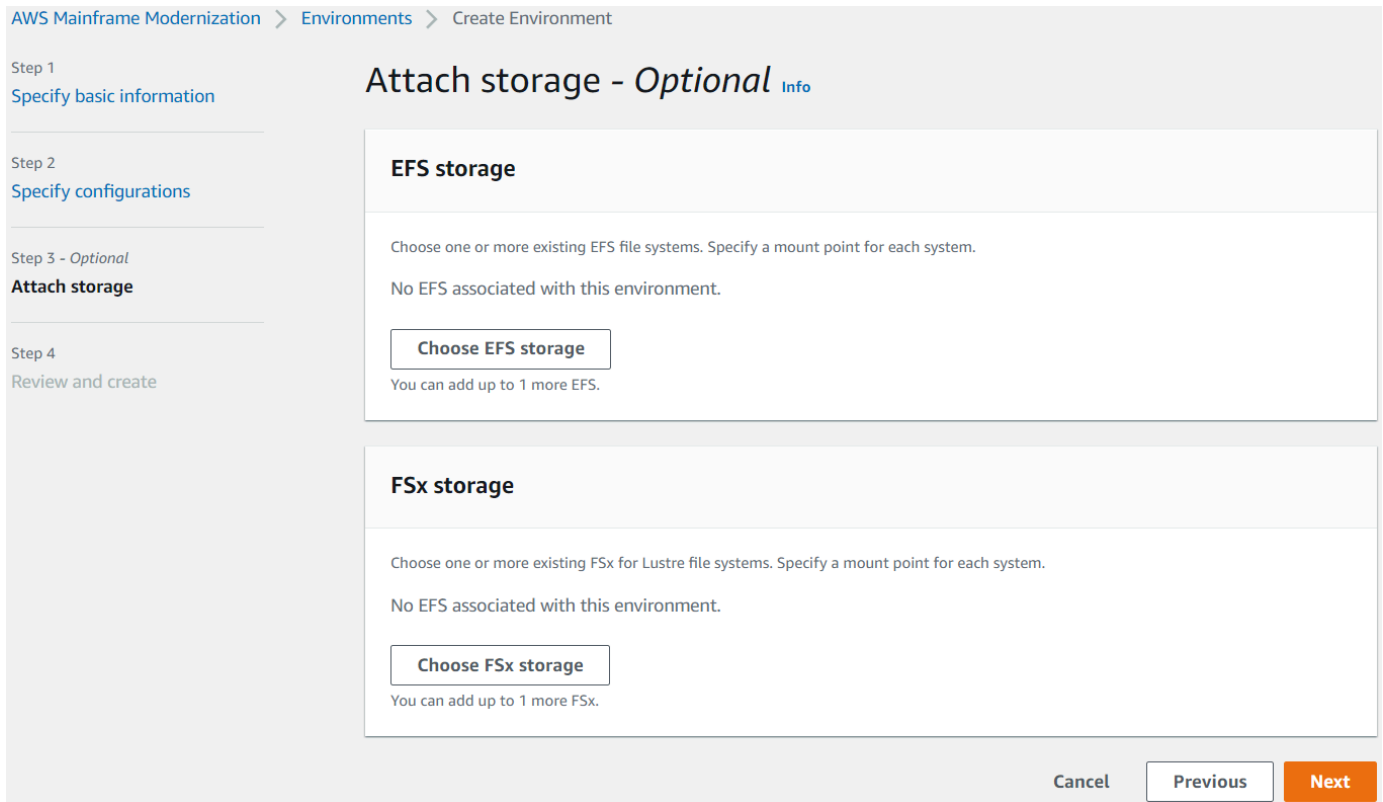 AWS Mainframe Modernization > Environments > Create Environment
Step 1
Specify basic information
Step 2
Specify configurations
Step 3 - Optional
Attach storage
Step 4
Review and create
Attach storage - Optional Info
EFS storage
Choose one or more existing EFS file systems. Specify a mount point for each system.
No EFS associated with this environment.
Choose EFS storage
You can add up to 1 more EFS.
FSx storage
Choose one or more existing FSx for Lustre file systems. Specify a mount point for each system.
No EFS associated with this environment.
Choose FSx storage
You can add up to 1 more FSx.
Cancel Previous Next